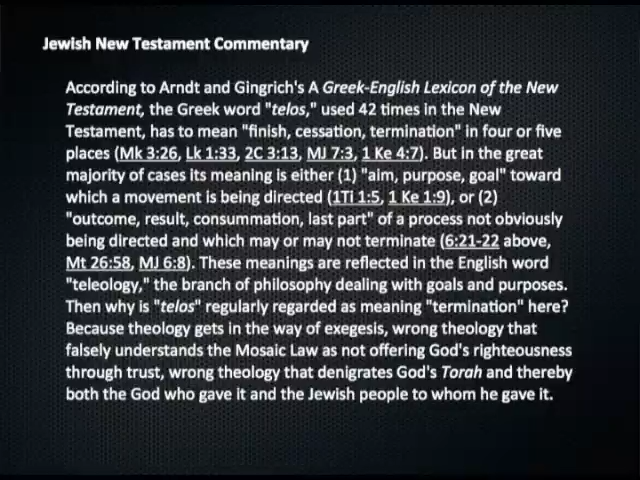 Jewish New Testament Commentary
According to Arndt and Gingrich's A Greek-English Lexicon of the New
Testament, the Greek word "telos," used 42 times in the New
Testament, has to mean "finish, cessation, termination" in four or five
places (Mk 3:26, Lk 1:33, 2C 3:13, MJ 7:3, 1 Ke 4:7). But in the great
majority of cases its meaning is either (1) "aim, purpose, goal" toward
which a movement is being directed (1Ti 1:5, 1 Ke 1:9), or (2)
"outcome, result, consummation, last part" of a process not obviously
being directed and which may or may not terminate (6:21-22 above,
Mt 26:58, MJ 6:8). These meanings are reflected in the English word
"teleology," the branch of philosophy dealing with goals and purposes.
Then why is "telos" regularly regarded as meaning "termination" here?
Because theology gets in the way of exegesis, wrong theology that
falsely understands the Mosaic Law as not offering God's righteousness
through trust, wrong theology that denigrates God's Torah and thereby
both the God who gave it and the Jewish people to whom he gave it.